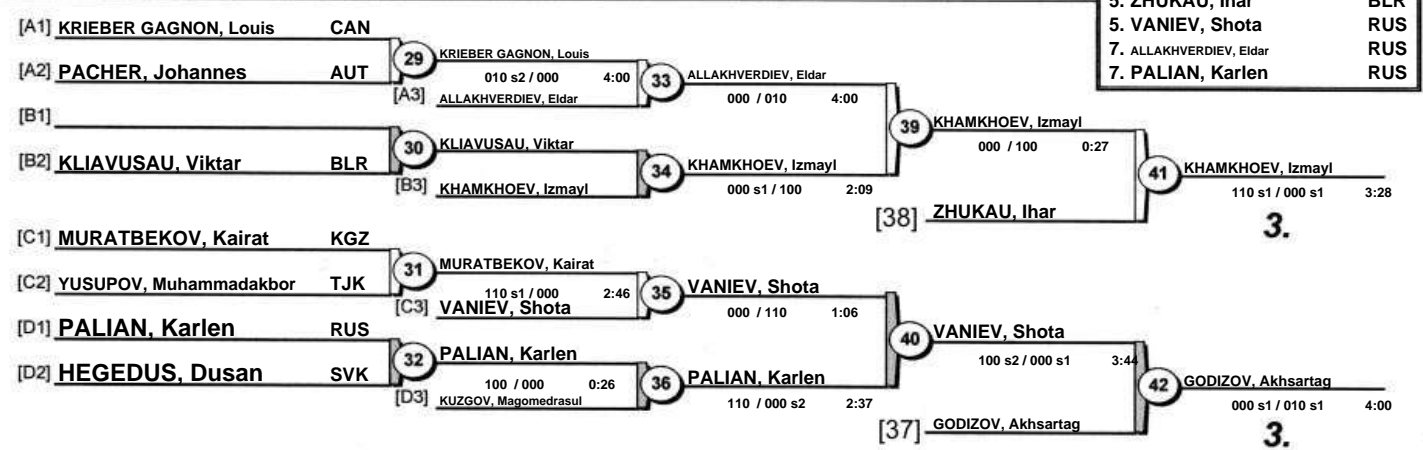 5. ZHUKAU, Ihar BLR
5. VANIEV, Shota RUS
7. ALLAKHVERDIEV, Eldar RUS
7. PALIAN, Karlen RUS
[A1] KRIEBER GAGNON, Louis CAN
[A2] PACHER, Johannes AUT
29
KRIEBER GAGNON, Louis
010 s2 / 000 4:00
[A3] ALLAKHVERDIEV, Eldar
33
ALLAKHVERDIEV, Eldar
000 / 010 4:00
[B1]
[B2] KLIAVUSAU, Viktar BLR
30
KLIAVUSAU, Viktar
[B3] KHAMKHOEV, Izmayl
34
KHAMKHOEV, Izmayl
000 s1 / 100 2:09
39
KHAMKHOEV, Izmayl
000 / 100 0:27
[38] ZHUKAU, Ihar
41
KHAMKHOEV, Izmayl
110 s1 / 000 s1 3:28
3.
[C1] MURATBEKOV, Kairat KGZ
[C2] YUSUPOV, Muhammadakbor TJK
31
MURATBEKOV, Kairat
110 s1 / 000 2:46
[C3] VANIEV, Shota
35
VANIEV, Shota
000 / 110 1:06
[D1] PALIAN, Karlen RUS
[D2] HEGEDUS, Dusan SVK
32
PALIAN, Karlen
100 / 000 0:26
[D3] KUZGOV, Magomedrasul
36
PALIAN, Karlen
110 / 000 s2 2:37
40
VANIEV, Shota
100 s2 / 000 s1 3:44
[37] GODIZOV, Akhsartag
42
GODIZOV, Akhsartag
000 s1 / 010 s1 4:00
3.